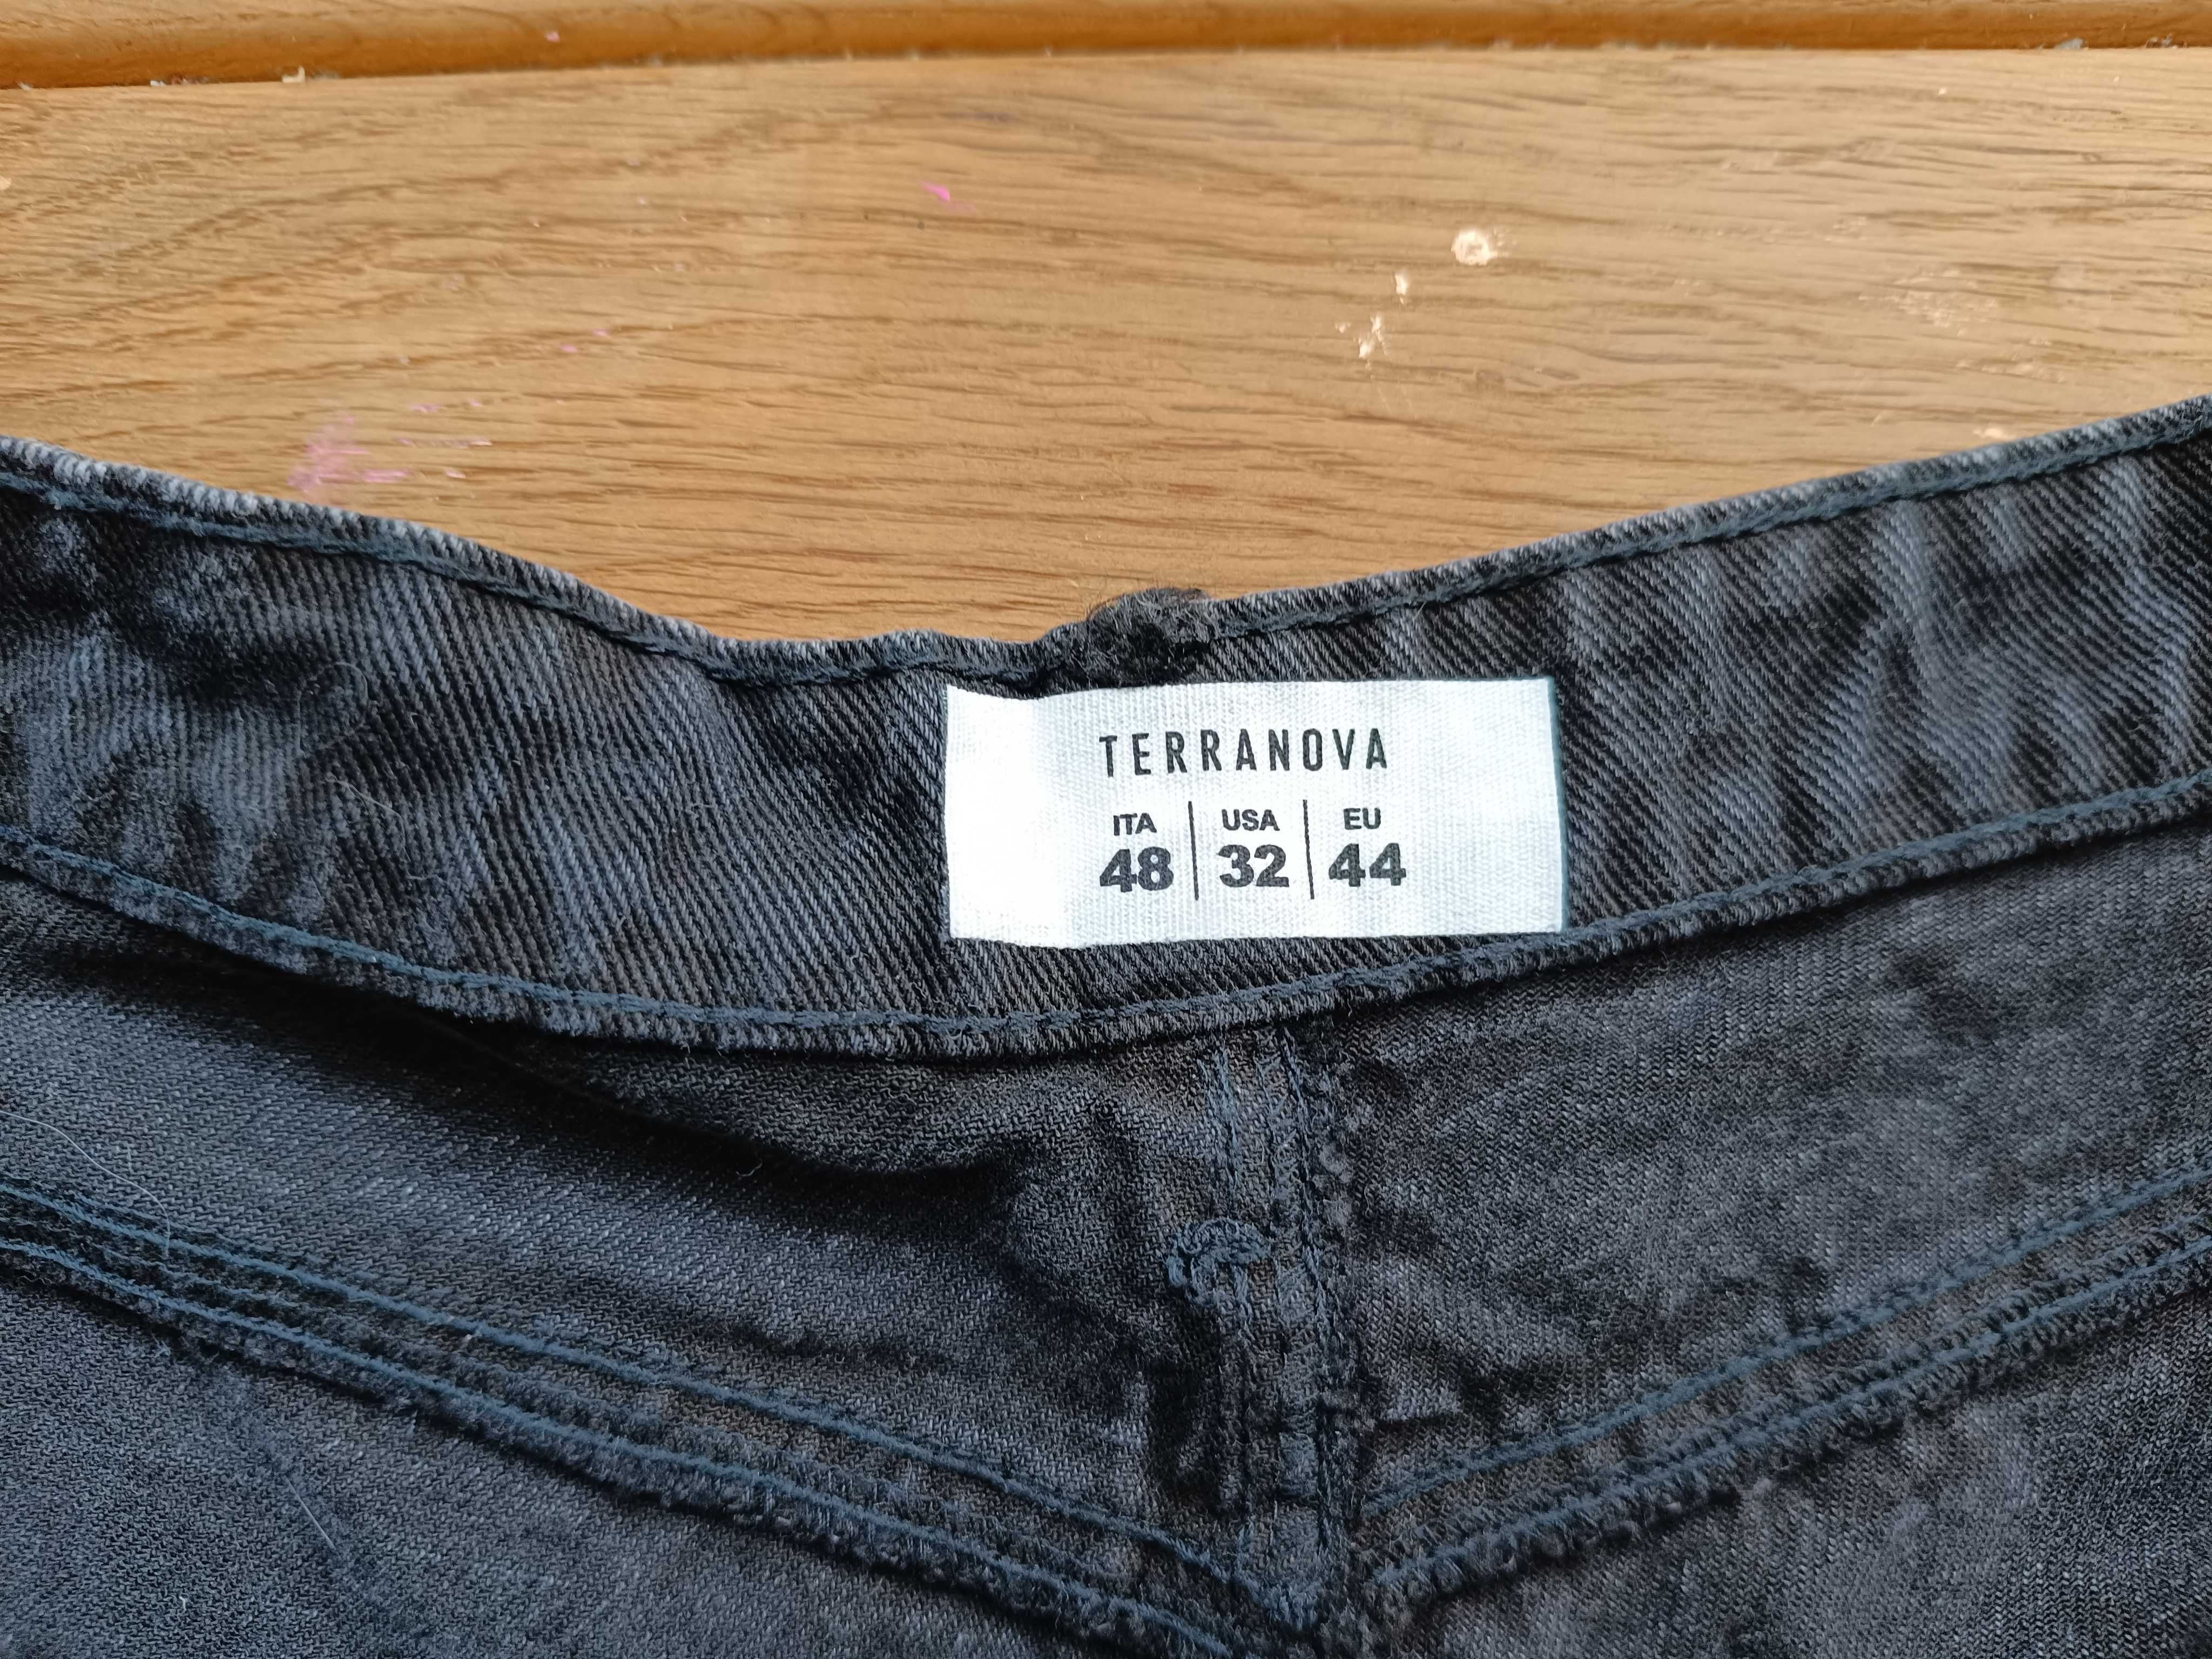 TERRANOVA
ITA | USA | EU
48 | 32 | 44